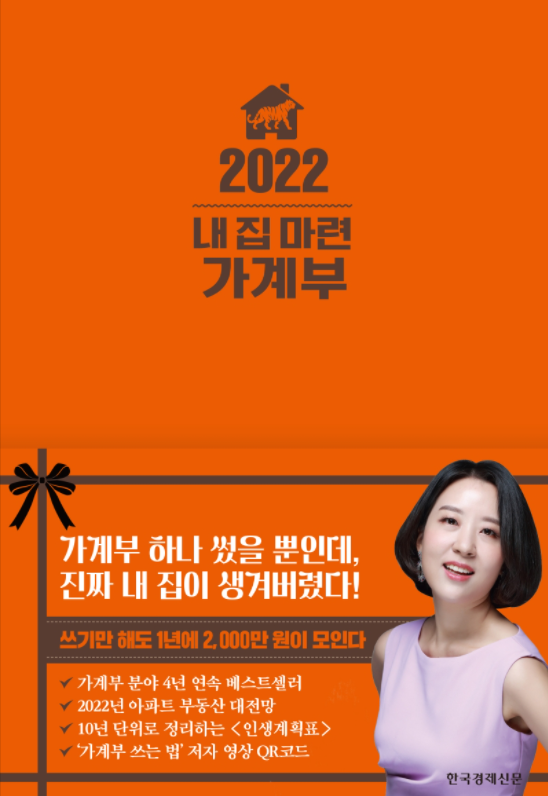 2022
내 집 마련
가계부
가계부 하나 썼을 뿐인데,
진짜 내 집이 생겨버렸다!
쓰기만 해도 1년에 2,000만 원이 모인다
✓ 가계부 분야 4년 연속 베스트셀러
✓ 2022년 아파트 부동산 대전망
✓ 10년 단위로 정리하는 <인생계획표>
✓ '가계부 쓰는 법' 저자 영상 QR코드
한국경제신문